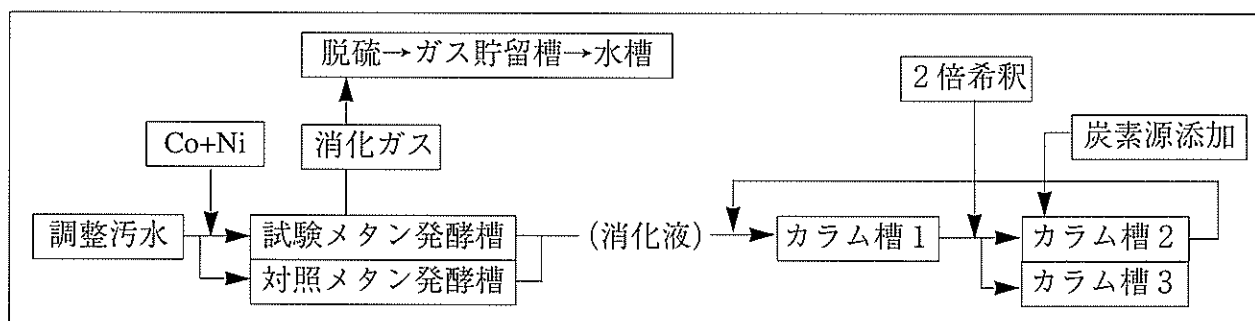 脱硫→ガス貯留槽→水槽
2倍希釈
Co+Ni
消化ガス
炭素源添加
調整汚水
試験メタン発酵槽
(消化液)
カラム槽1
カラム槽2
対照メタン発酵槽
カラム槽3